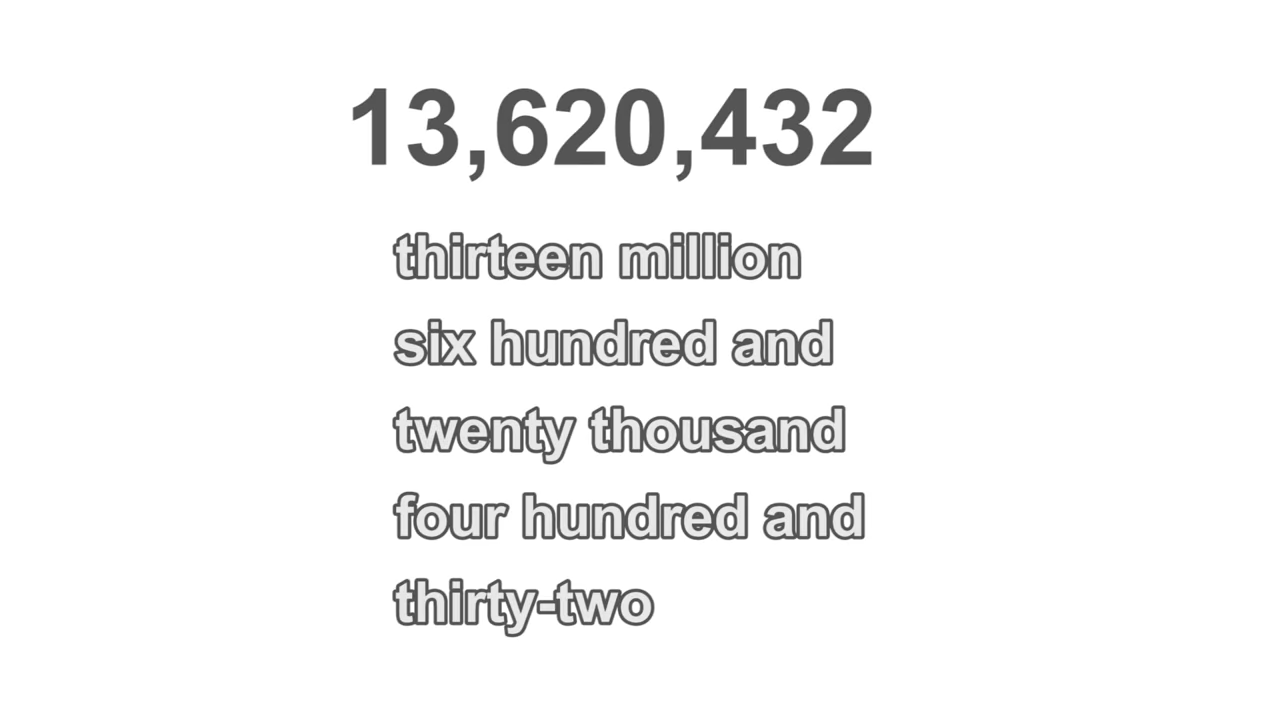 13,620,432
thirteen million
six hundred and
twenty thousand
four hundred and
thirty-two